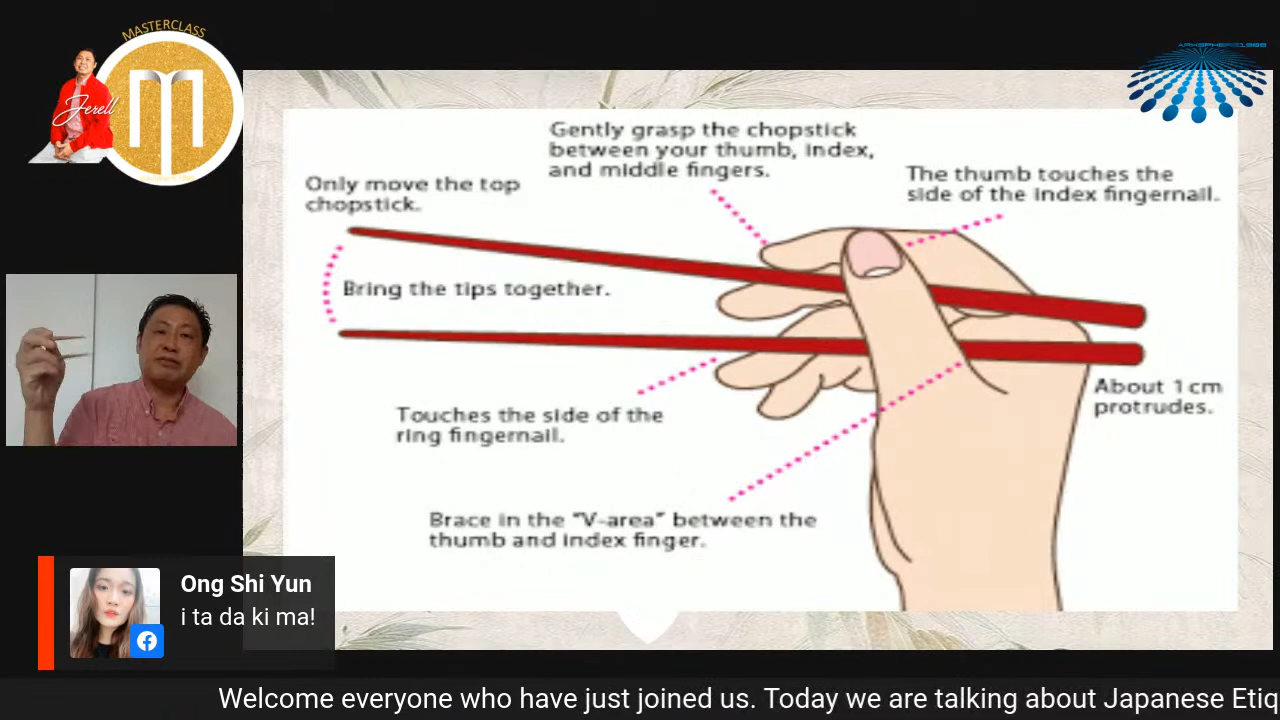 MASTERCLASS
Jerell
ARMSPHERE1988
Gently grasp the chopstick
between your thumb, index,
and middle fingers.
The thumb touches the
side of the index fingernail.
Only move the top
chopstick.
Bring the tips together.
About 1cm
protrudes.
Touches the side of the
ring fingernail.
Brace in the "V-area" between the
thumb and index finger.
Ong Shi Yun
i ta da ki ma!
Welcome everyone who have just joined us. Today we are talking about Japanese Etiq